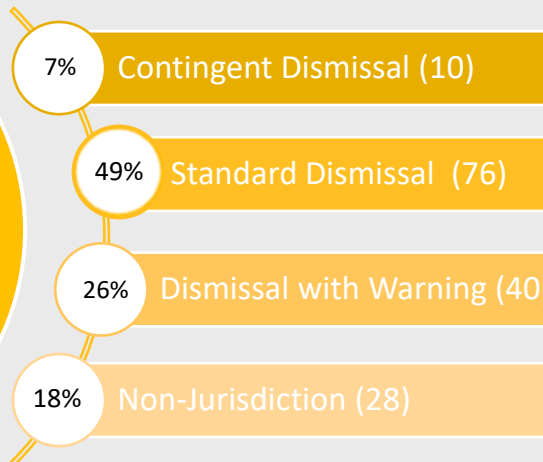 7% Contingent Dismissal (10)
49% Standard Dismissal (76)
26% Dismissal with Warning (40
18% Non-Jurisdiction (28)